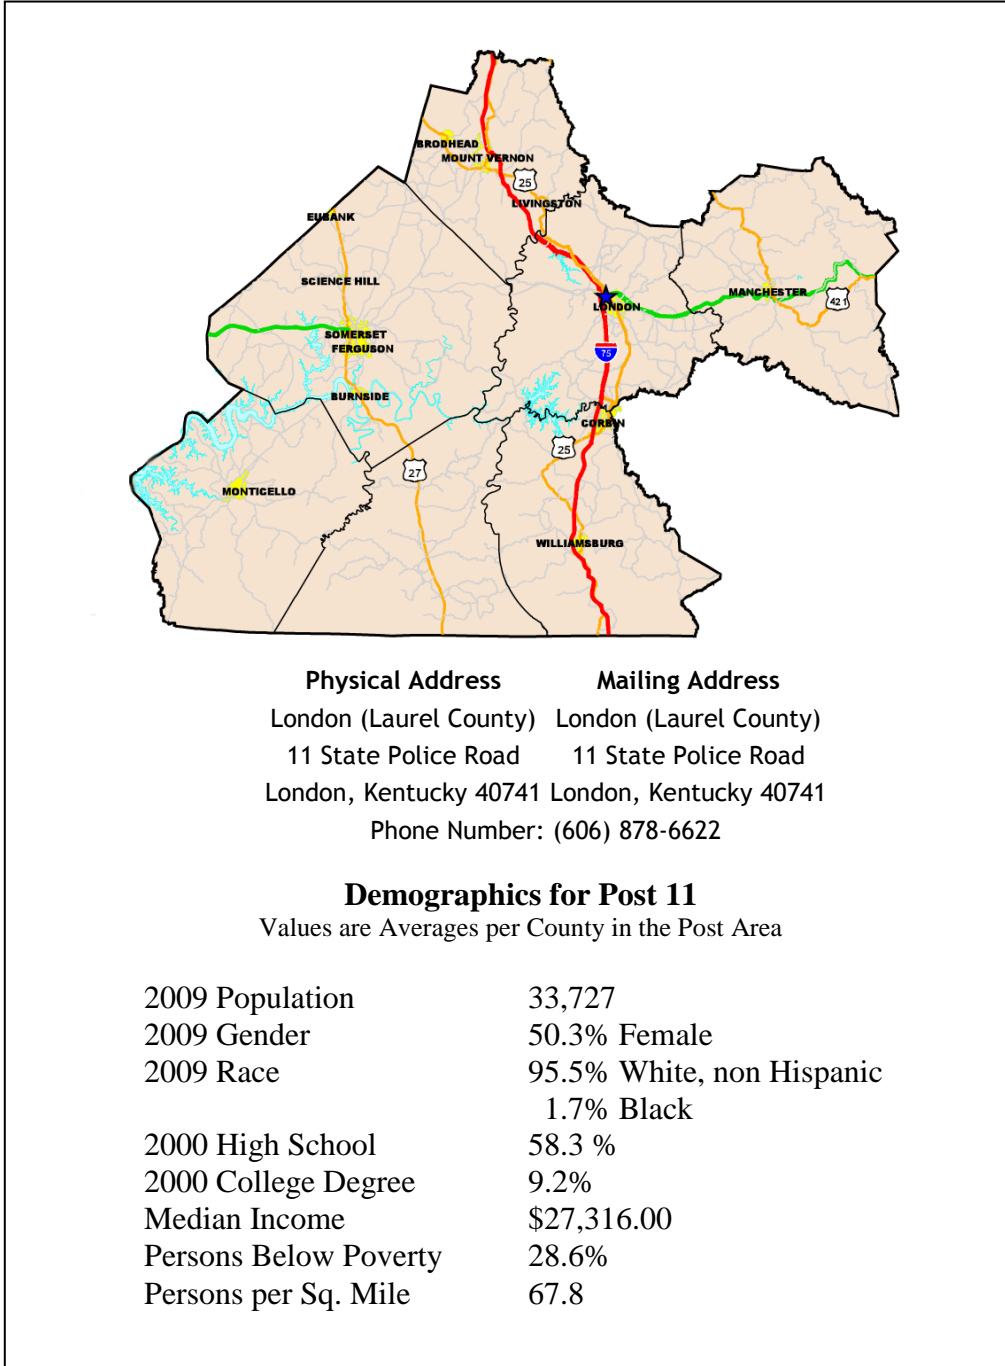 BRODHEAD
MOUNT VERNON
25
LIVINGSTON
EUBANK
SCIENCE HILL
MANCHESTER
421
LONDON
SOMERSET
FERGUSON
75
BURNSIDE
CORBIN
25
27
MONTICELLO
WILLIAMSBURG
Physical Address Mailing Address
London (Laurel County) London (Laurel County)
11 State Police Road 11 State Police Road
London, Kentucky 40741 London, Kentucky 40741
Phone Number: (606) 878-6622
Demographics for Post 11
Values are Averages per County in the Post Area
2009 Population 33,727
2009 Gender 50.3% Female
2009 Race 95.5% White, non Hispanic
1.7% Black
2000 High School 58.3 %
2000 College Degree 9.2%
Median Income $27,316.00
Persons Below Poverty 28.6%
Persons per Sq. Mile 67.8